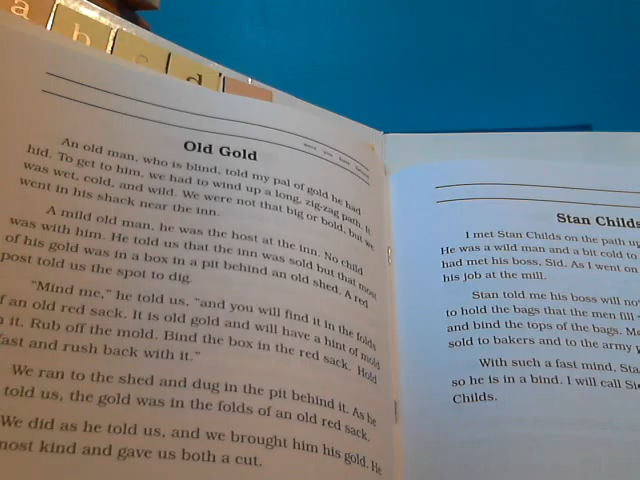 a
b
c
d
Old Gold
An old man, who is blind, told my pal of gold he had
hid. To get to him, we had to wind up a long, zig-zag path. It
was wet, cold, and wild. We were not that big or bold, but we
went in his shack near the inn.
A mild old man, he was the host at the inn. No child
was with him. He told us that the inn was sold but that most
of his gold was in a box in a pit behind an old shed. A red
post told us the spot to dig.
"Mind me," he told us, "and you will find it in the folds
f an old red sack. It is old gold and will have a hint of mold
n it. Rub off the mold. Bind the box in the red sack. Hold
fast and rush back with it."
We ran to the shed and dug in the pit behind it. As he
told us, the gold was in the folds of an old red sack.
We did as he told us, and we brought him his gold. He
most kind and gave us both a cut.
Stan Childs
I met Stan Childs on the path up
He was a wild man and a bit cold to
had met his boss, Sid. As I went on
his job at the mill.
Stan told me his boss will no
to hold the bags that the men fill
and bind the tops of the bags. M
sold to bakers and to the army
With such a fast mind, Sta
so he is in a bind. I will call Si
Childs.